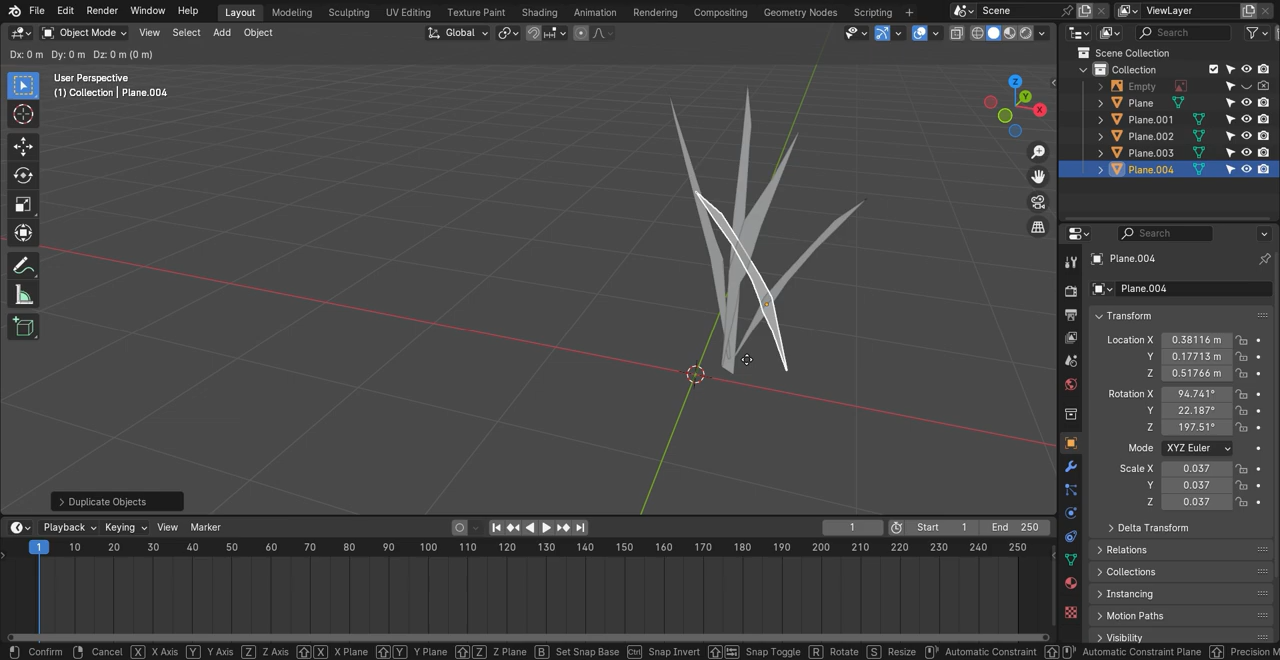 File Edit Render Window Help Layout Modeling Sculpting UV Editing Texture Paint Shading Animation Rendering Compositing Geometry Nodes Scripting + Scene ViewLayer
Object Mode View Select Add Object Global Search
Dx: 0 m Dy: 0 m Dz: 0 m (0 m)
Scene Collection
Collection
User Perspective
(1) Collection | Plane.004
Empty
Plane
Plane.001
Plane.002
Plane.003
Plane.004
Z
Y
X
Search
Plane.004
Plane.004
Transform
Location X 0.38116 m
Y 0.17713 m
Z 0.51766 m
Rotation X 94.741°
Y 22.187°
Z 197.51°
Mode XYZ Euler
Scale X 0.037
Y 0.037
Z 0.037
Delta Transform
Relations
Collections
Instancing
Motion Paths
Visibility
Duplicate Objects
Playback Keying View Marker 1 Start 1 End 250
1 10 20 30 40 50 60 70 80 90 100 110 120 130 140 150 160 170 180 190 200 210 220 230 240 250
Confirm Cancel X X Axis Y Y Axis Z Z Axis X X Plane Y Y Plane Z Z Plane B Set Snap Base Ctrl Snap Invert Snap Toggle R Rotate S Resize Automatic Constraint Automatic Constraint Plane Precision M